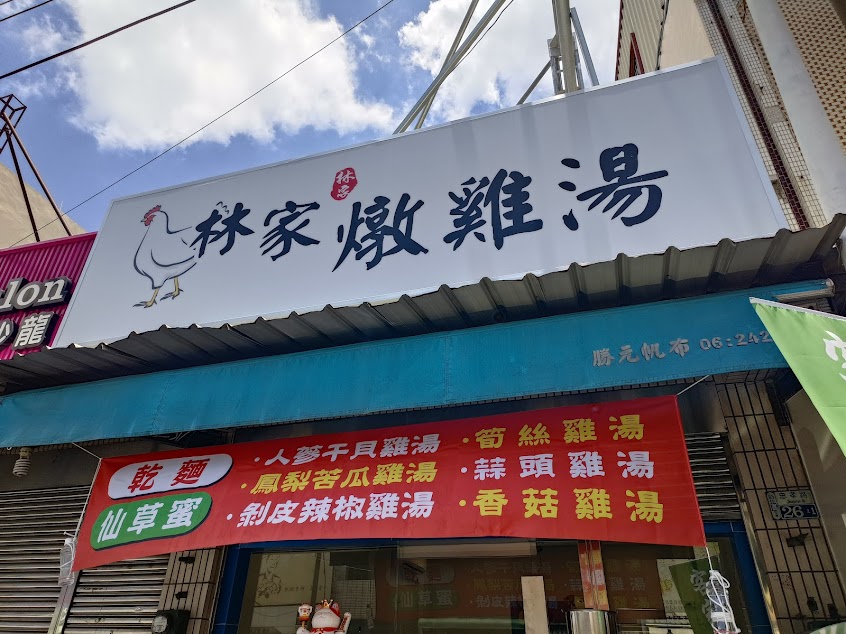 林家
林家燉雞湯
lon
龍
勝元帆布 06:242
乾麵
仙草蜜
·人蔘干貝雞湯
·鳳梨苦瓜雞湯
·剝皮辣椒雞湯
·筍絲雞湯
·蒜頭雞湯
·香菇雞湯
26